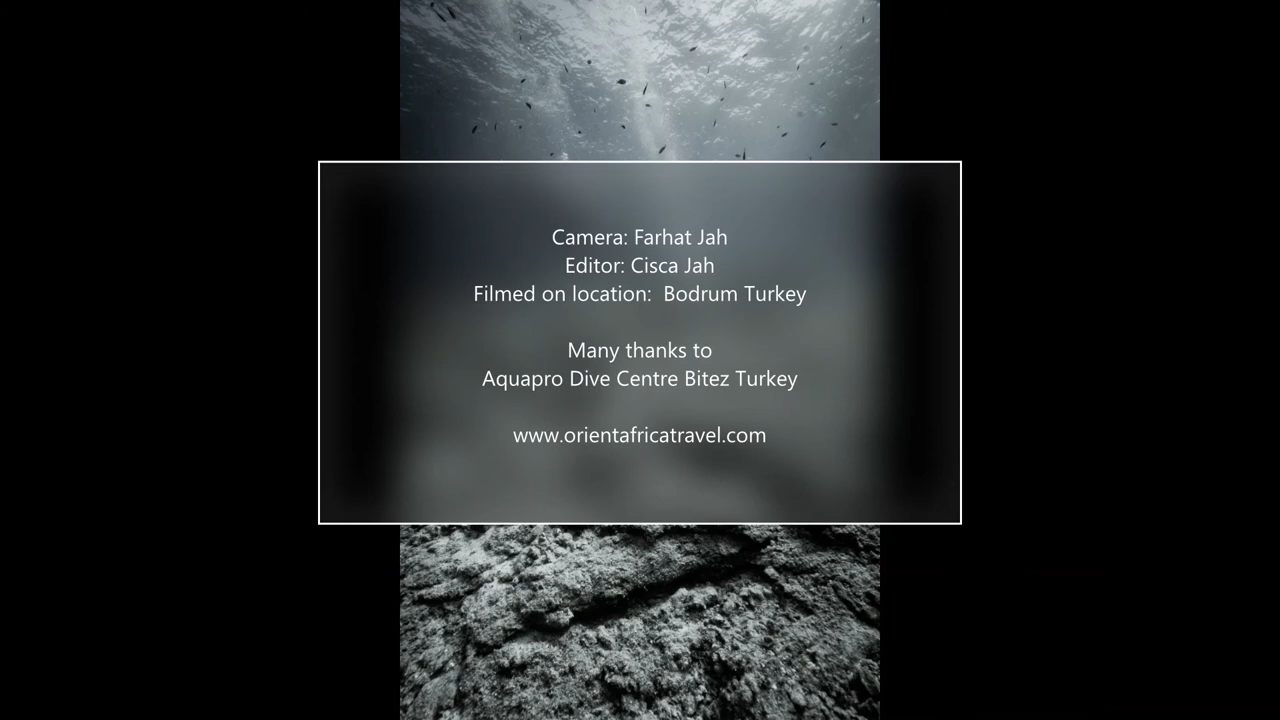 Camera: Farhat Jah
Editor: Cisca Jah
Filmed on location:  Bodrum Turkey
Many thanks to
Aquapro Dive Centre Bitez Turkey
www.orientafricatravel.com